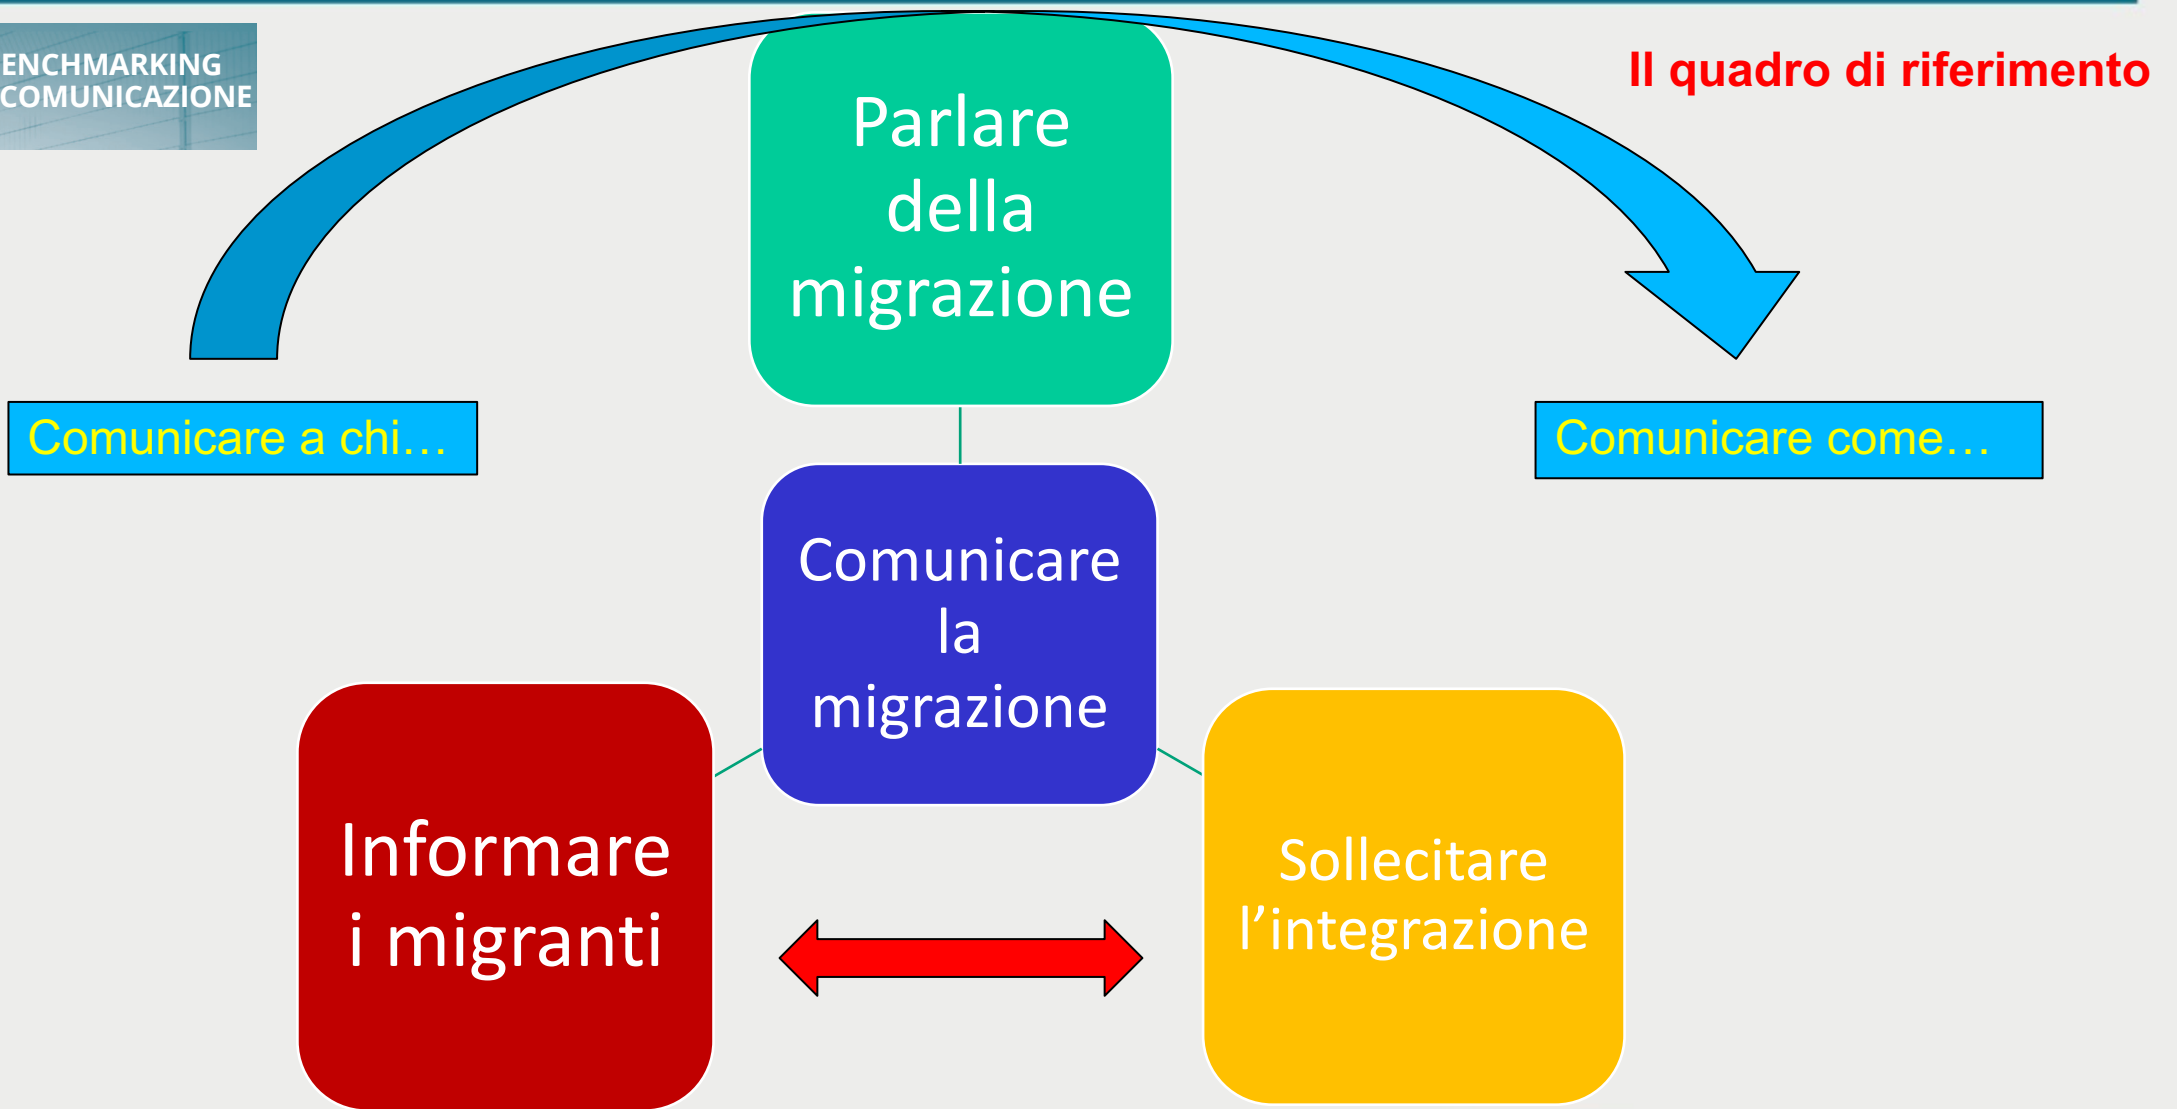 ENCHMARKING
COMUNICAZIONE
Il quadro di riferimento
Parlare
della
migrazione
Comunicare a chi…
Comunicare come…
Comunicare
la
migrazione
Informare
i migranti
Sollecitare
l’integrazione